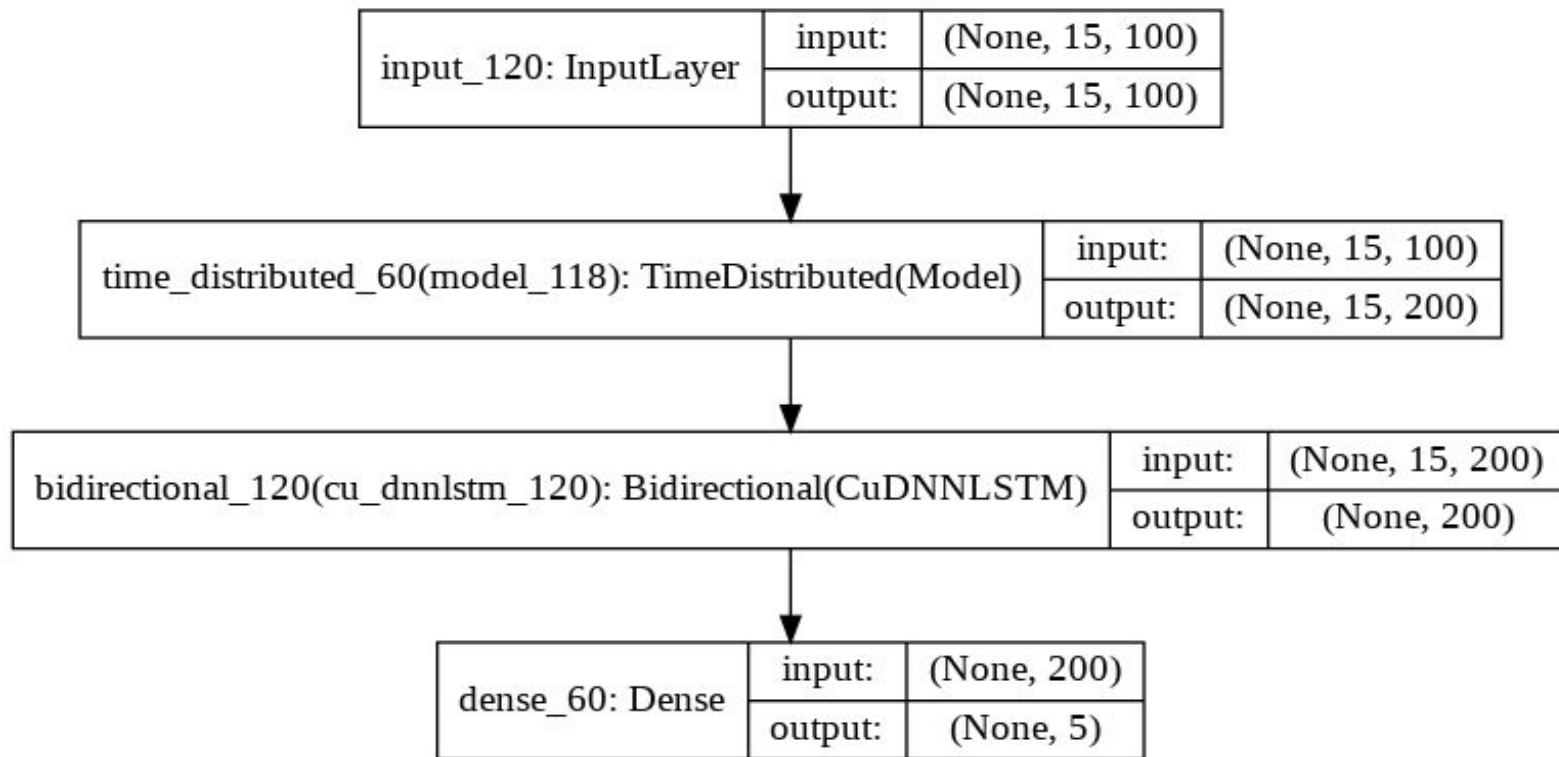 input_120: InputLayer
input: (None, 15, 100)
output: (None, 15, 100)
time_distributed_60(model_118): TimeDistributed(Model)
input: (None, 15, 100)
output: (None, 15, 200)
bidirectional_120(cu_dnnlstm_120): Bidirectional(CuDNNLSTM)
input: (None, 15, 200)
output: (None, 200)
dense_60: Dense
input: (None, 200)
output: (None, 5)